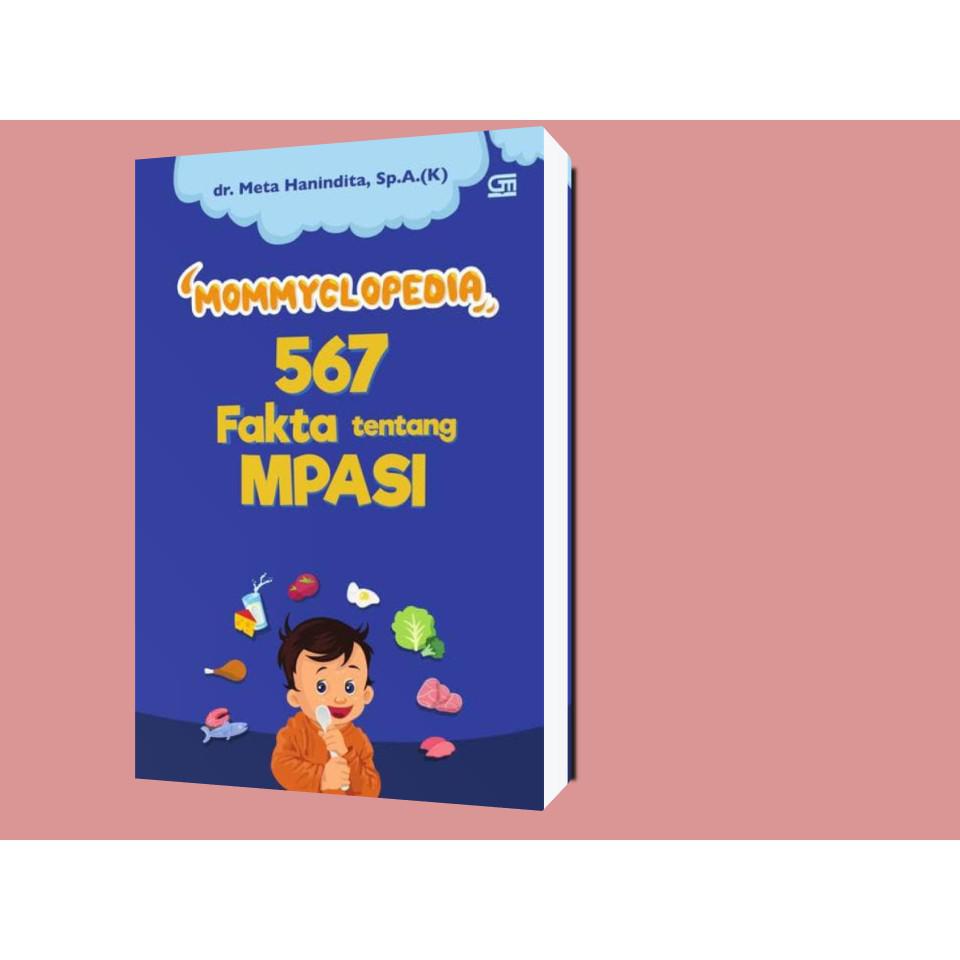 dr. Meta Hanindita, Sp.A.(K)
GM
MOMMYCLOPEDIA
567
Fakta tentang
MPASI